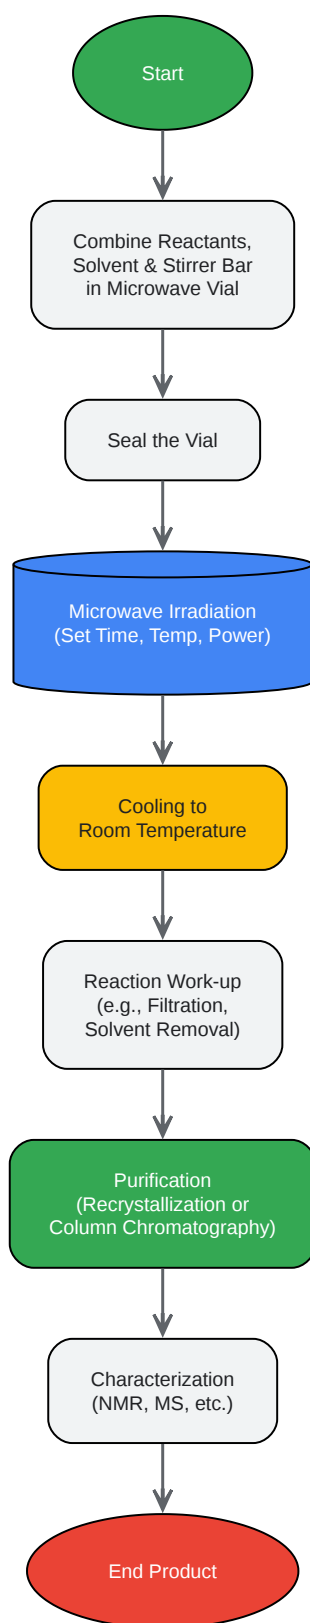 Start
Combine Reactants,
Solvent & Stirrer Bar
in Microwave Vial
Seal the Vial
Microwave Irradiation
(Set Time, Temp, Power)
Cooling to
Room Temperature
Reaction Work-up
(e.g., Filtration,
Solvent Removal)
Purification
(Recrystallization or
Column Chromatography)
Characterization
(NMR, MS, etc.)
End Product